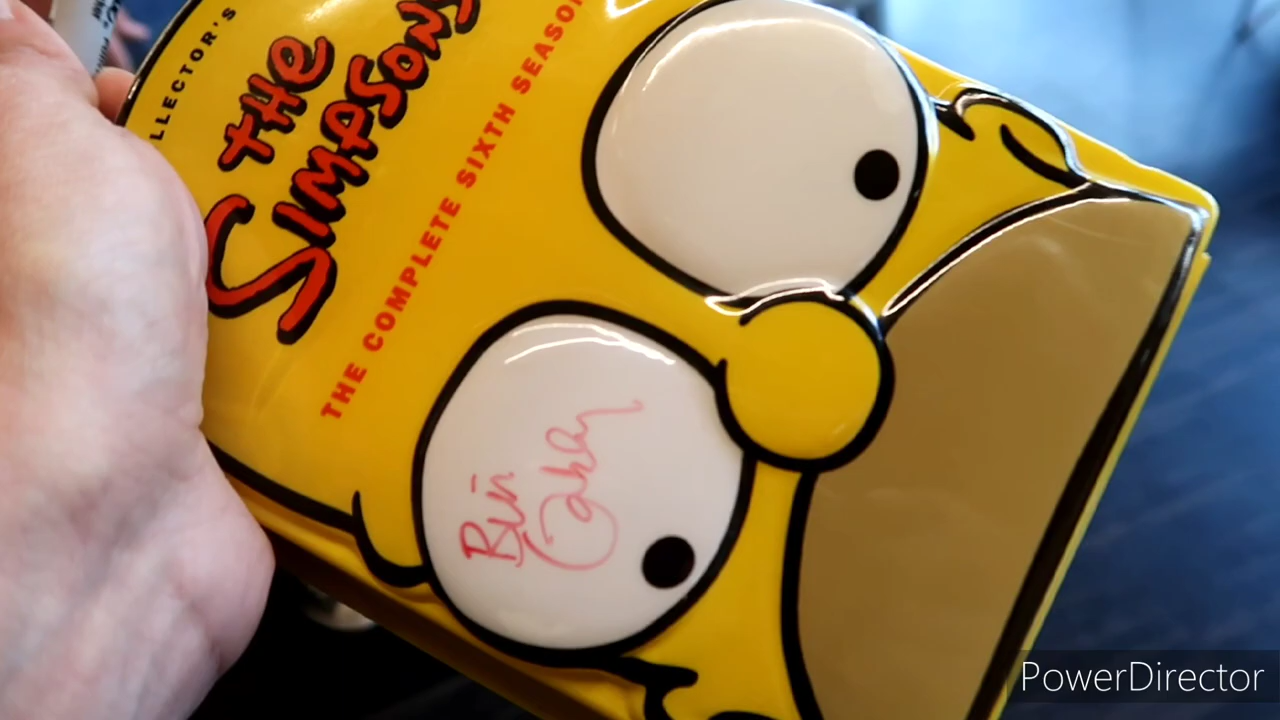 LLECTOR'S
THE
SIMPSONS
THE COMPLETE SIXTH SEASON
PowerDirector